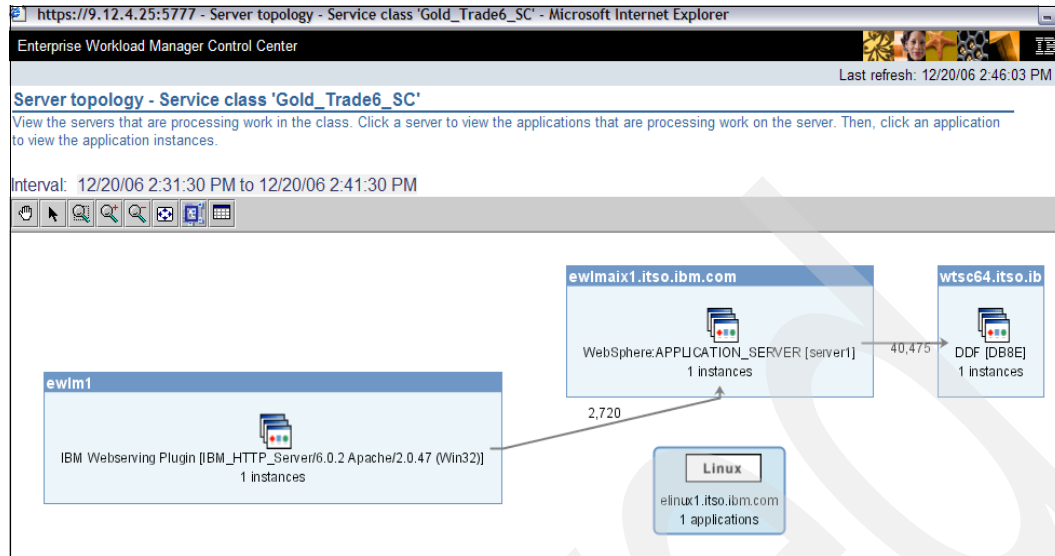 https://9.12.4.25:5777 - Server topology - Service class 'Gold_Trade6_SC' - Microsoft Internet Explorer
Enterprise Workload Manager Control Center
Last refresh: 12/20/06 2:46:03 PM
Server topology - Service class 'Gold_Trade6_SC'
View the servers that are processing work in the class. Click a server to view the applications that are processing work on the server. Then, click an application
to view the application instances.
Interval: 12/20/06 2:31:30 PM to 12/20/06 2:41:30 PM
ewlmaix1.itso.ibm.com
WebSphere:APPLICATION_SERVER [server1]
1 instances
40,475
wtsc64.itso.ib
DDF [DB8E]
1 instances
ewlm1
IBM Webserving Plugin [IBM_HTTP_Server/6.0.2 Apache/2.0.47 (Win32)]
1 instances
2,720
Linux
elinux1.itso.ibm.com
1 applications